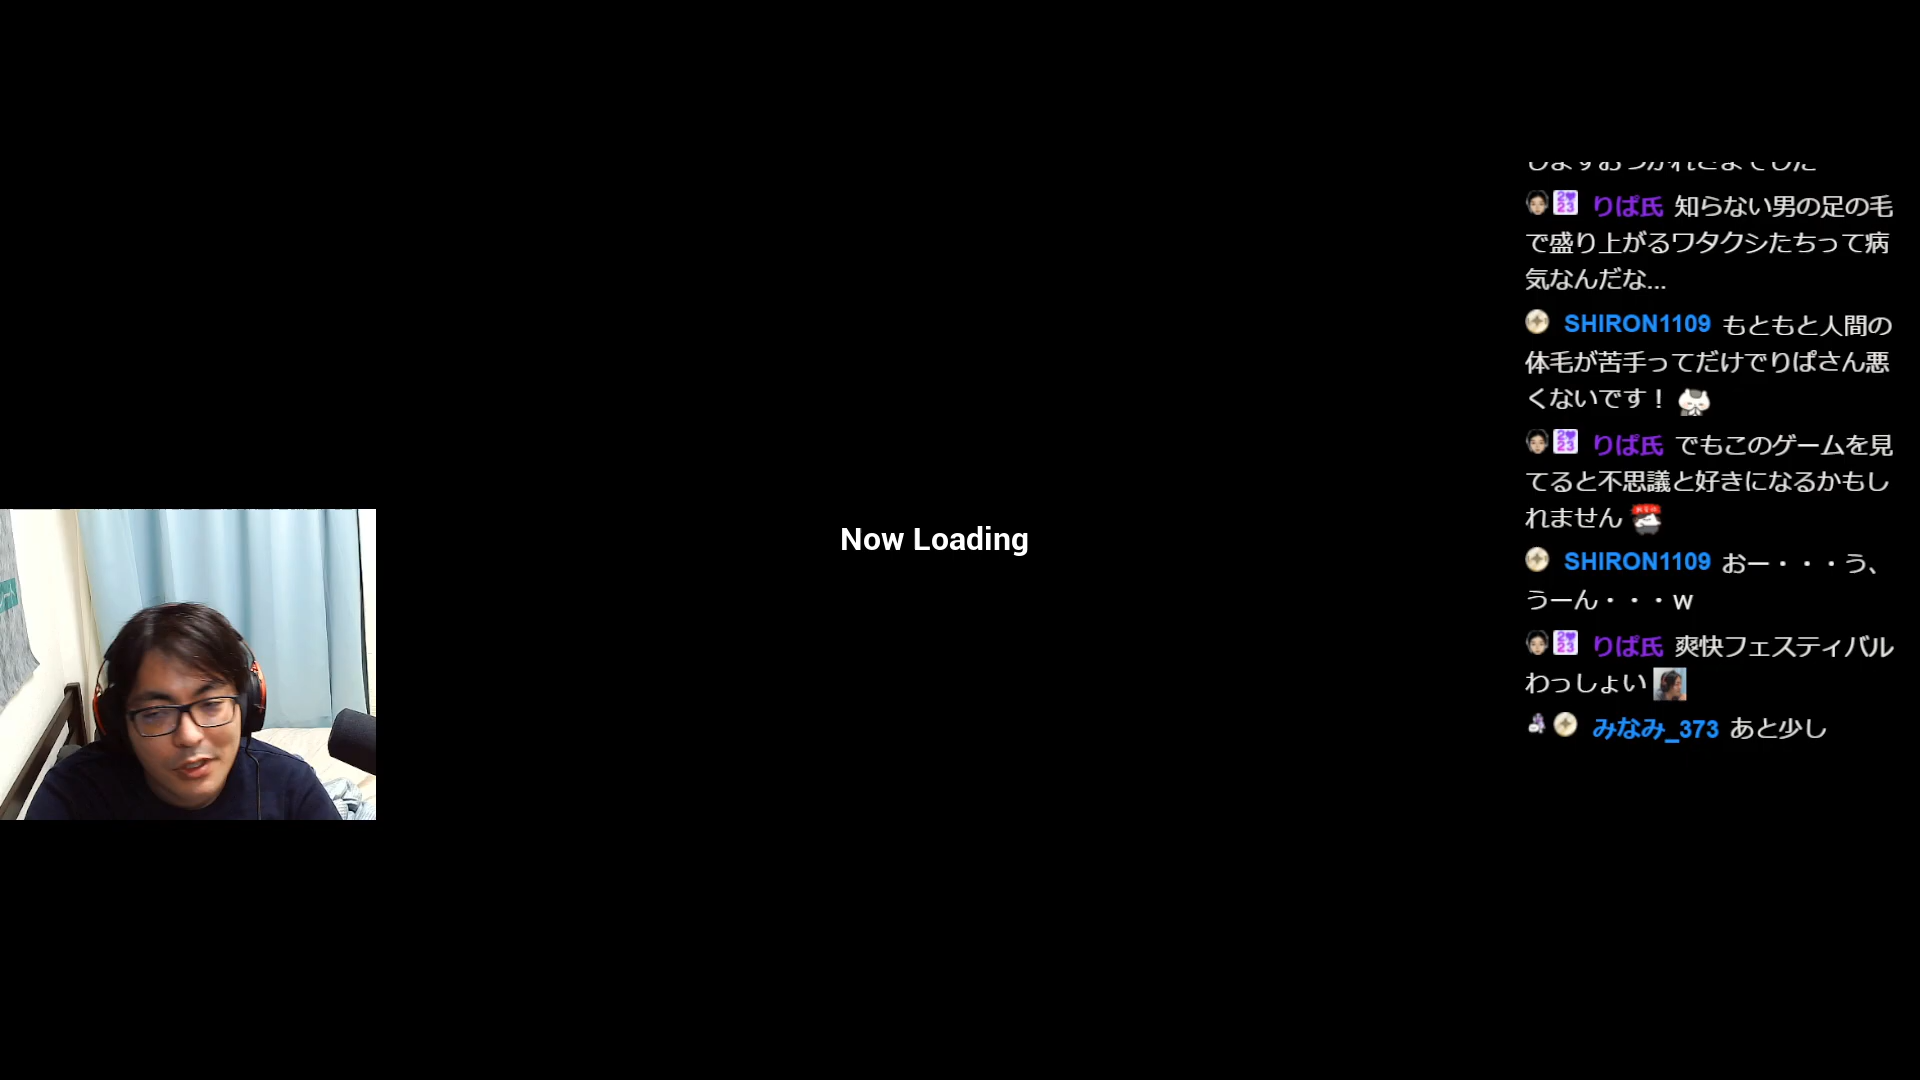 りぱ氏 知らない男の足の毛
で盛り上がるワタクシたちって病
気なんだな...
SHIRON1109 もともと人間の
体毛が苦手ってだけでりぱさん悪
くないです！
りぱ氏 でもこのゲームを見
てると不思議と好きになるかもし
れません
Now Loading
SHIRON1109 おー・・・う、
うーん・・・w
りぱ氏 爽快フェスティバル
わっしょい
みなみ_373 あと少し